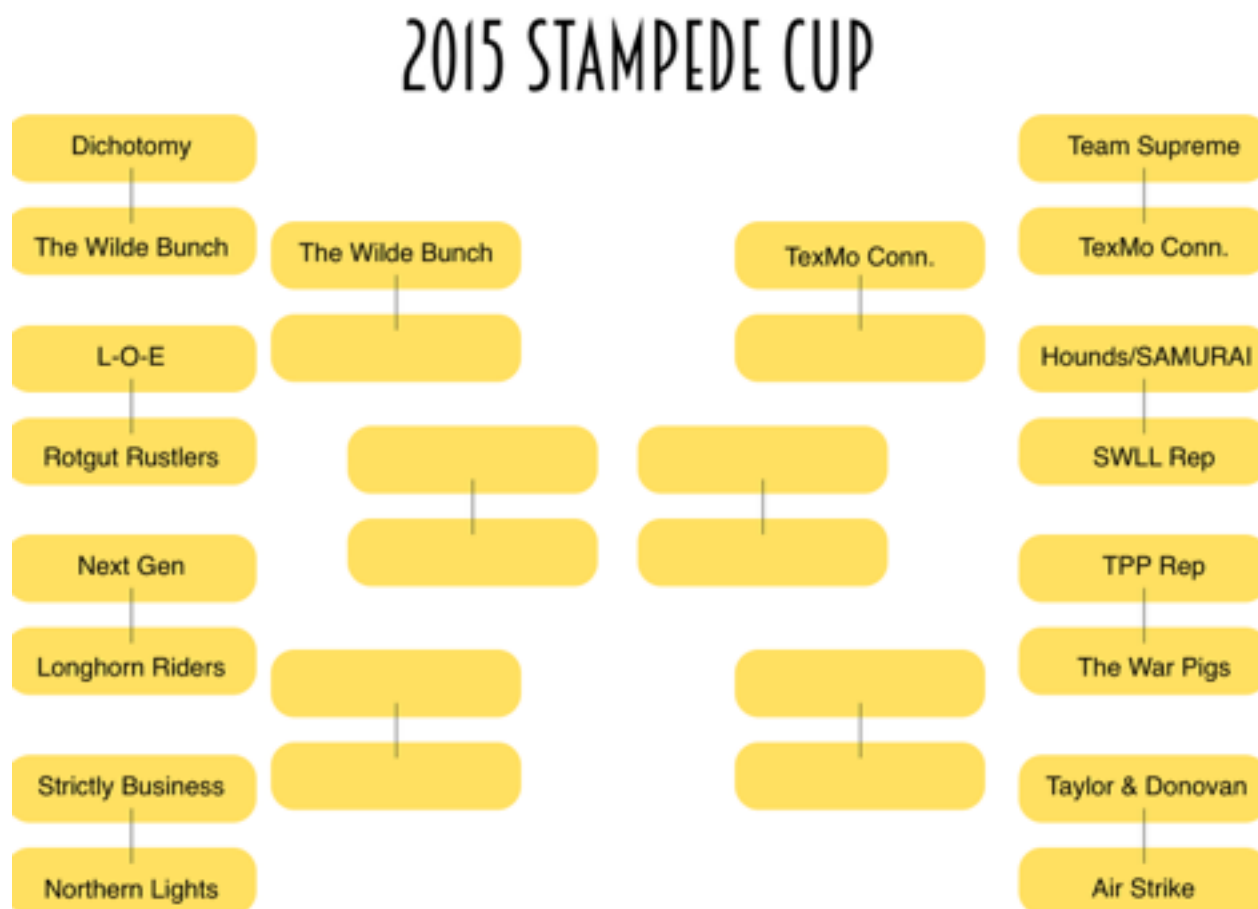 2015 STAMPEDE CUP
Dichotomy
The Wilde Bunch
L-O-E
Rotgut Rustlers
Next Gen
Longhorn Riders
Strictly Business
Northern Lights
The Wilde Bunch
TexMo Conn.
Team Supreme
TexMo Conn.
Hounds/SAMURAI
SWLL Rep
TPP Rep
The War Pigs
Taylor & Donovan
Air Strike